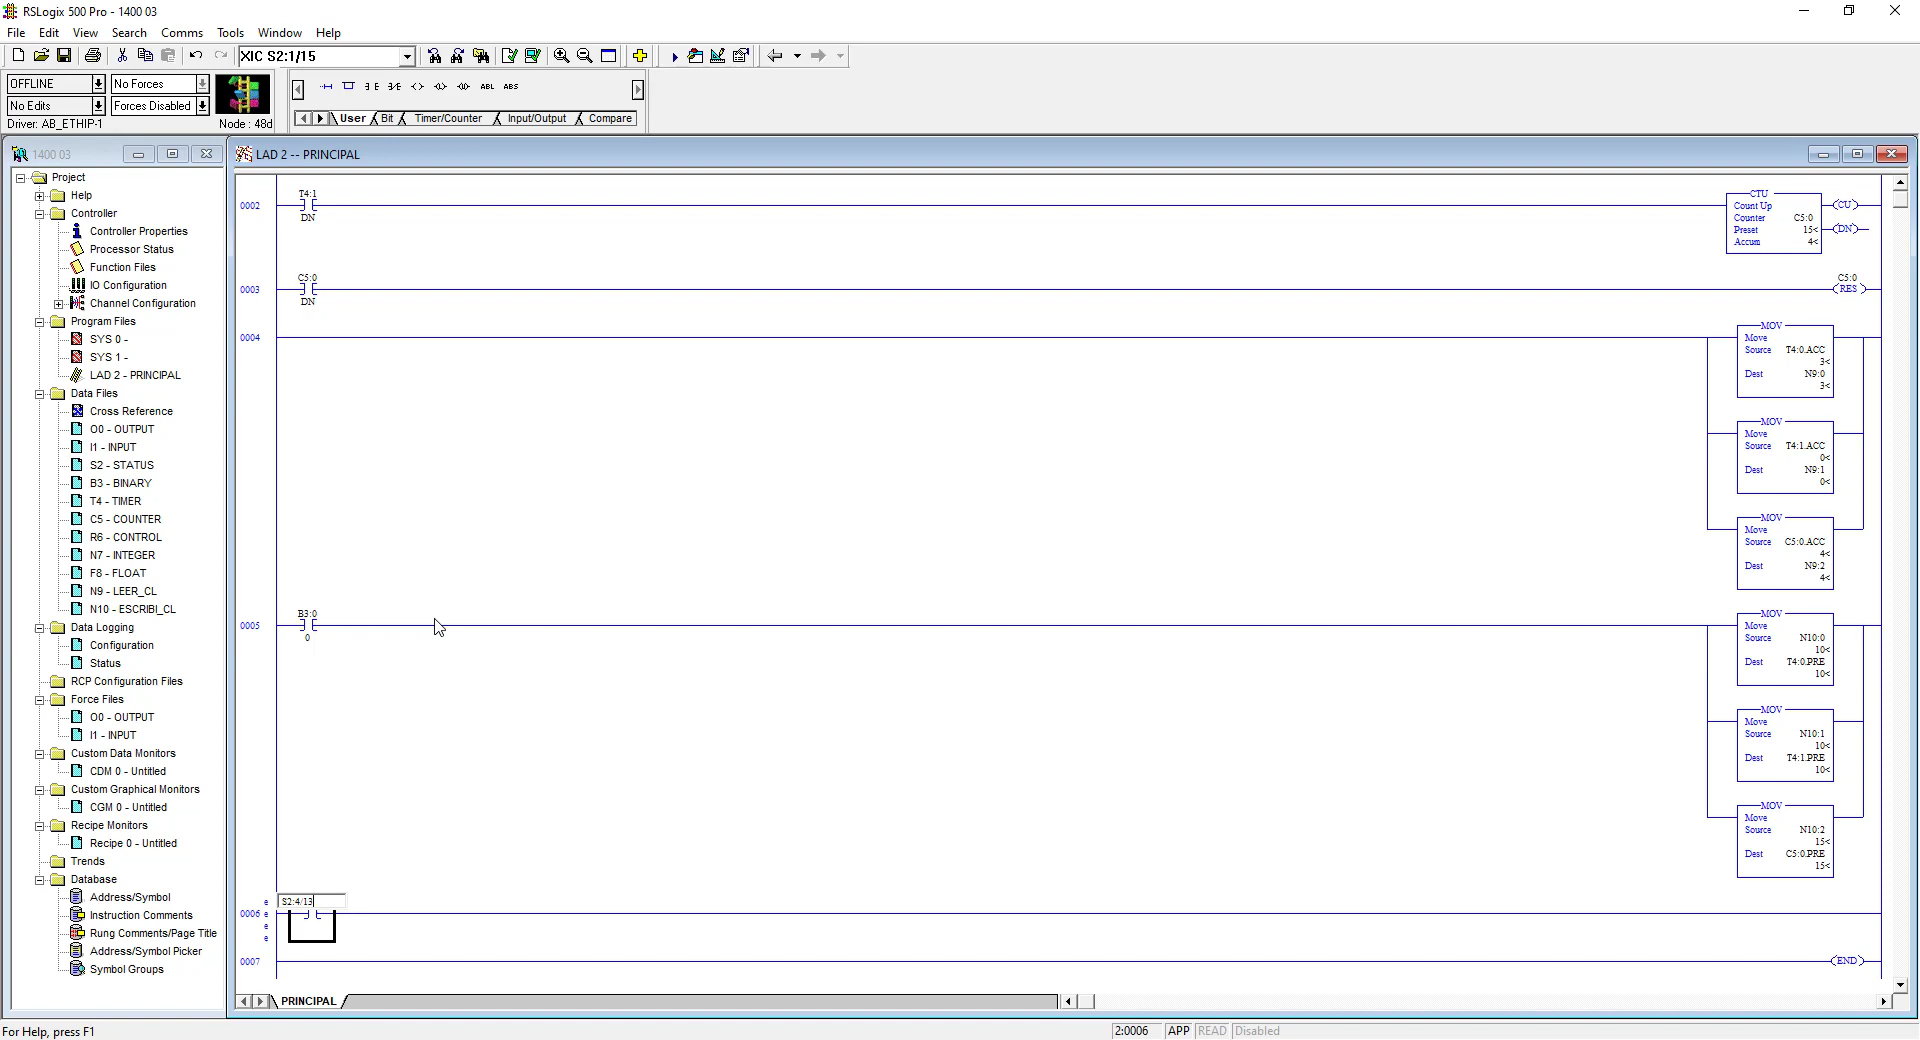 RSLogix 500 Pro - 1400 03
File Edit View Search Comms Tools Window Help
XIC S2:1/15
OFFLINE No Forces
No Edits Forces Disabled
Driver: AB_ETHIP-1 Node : 48d
ABL ABS
User Bit Timer/Counter Input/Output Compare
1400 03
Project
Help
Controller
Controller Properties
Processor Status
Function Files
IO Configuration
Channel Configuration
Program Files
SYS 0 -
SYS 1 -
LAD 2 - PRINCIPAL
Data Files
Cross Reference
O0 - OUTPUT
I1 - INPUT
S2 - STATUS
B3 - BINARY
T4 - TIMER
C5 - COUNTER
R6 - CONTROL
N7 - INTEGER
F8 - FLOAT
N9 - LEER_CL
N10 - ESCRIBI_CL
Data Logging
Configuration
Status
RCP Configuration Files
Force Files
O0 - OUTPUT
I1 - INPUT
Custom Data Monitors
CDM 0 - Untitled
Custom Graphical Monitors
CGM 0 - Untitled
Recipe Monitors
Recipe 0 - Untitled
Trends
Database
Address/Symbol
Instruction Comments
Rung Comments/Page Title
Address/Symbol Picker
Symbol Groups
LAD 2 -- PRINCIPAL
0002
T4:1
DN
CTU
Count Up
Counter C5:0
Preset 15<
Accum 4<
CU
DN
0003
C5:0
DN
C5:0
RES
0004
MOV
Move
Source T4:0.ACC
3<
Dest N9:0
3<
MOV
Move
Source T4:1.ACC
0<
Dest N9:1
0<
MOV
Move
Source C5:0.ACC
4<
Dest N9:2
4<
0005
B3:0
0
MOV
Move
Source N10:0
10<
Dest T4:0.PRE
10<
MOV
Move
Source N10:1
10<
Dest T4:1.PRE
10<
MOV
Move
Source N10:2
15<
Dest C5:0.PRE
15<
e
S2:4/13
0006 e
e
e
0007
END
PRINCIPAL
For Help, press F1
2:0006 APP READ Disabled